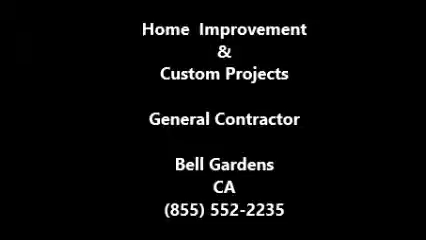 Home  Improvement
&
Custom Projects
General Contractor
Bell Gardens
CA
(855) 552-2235